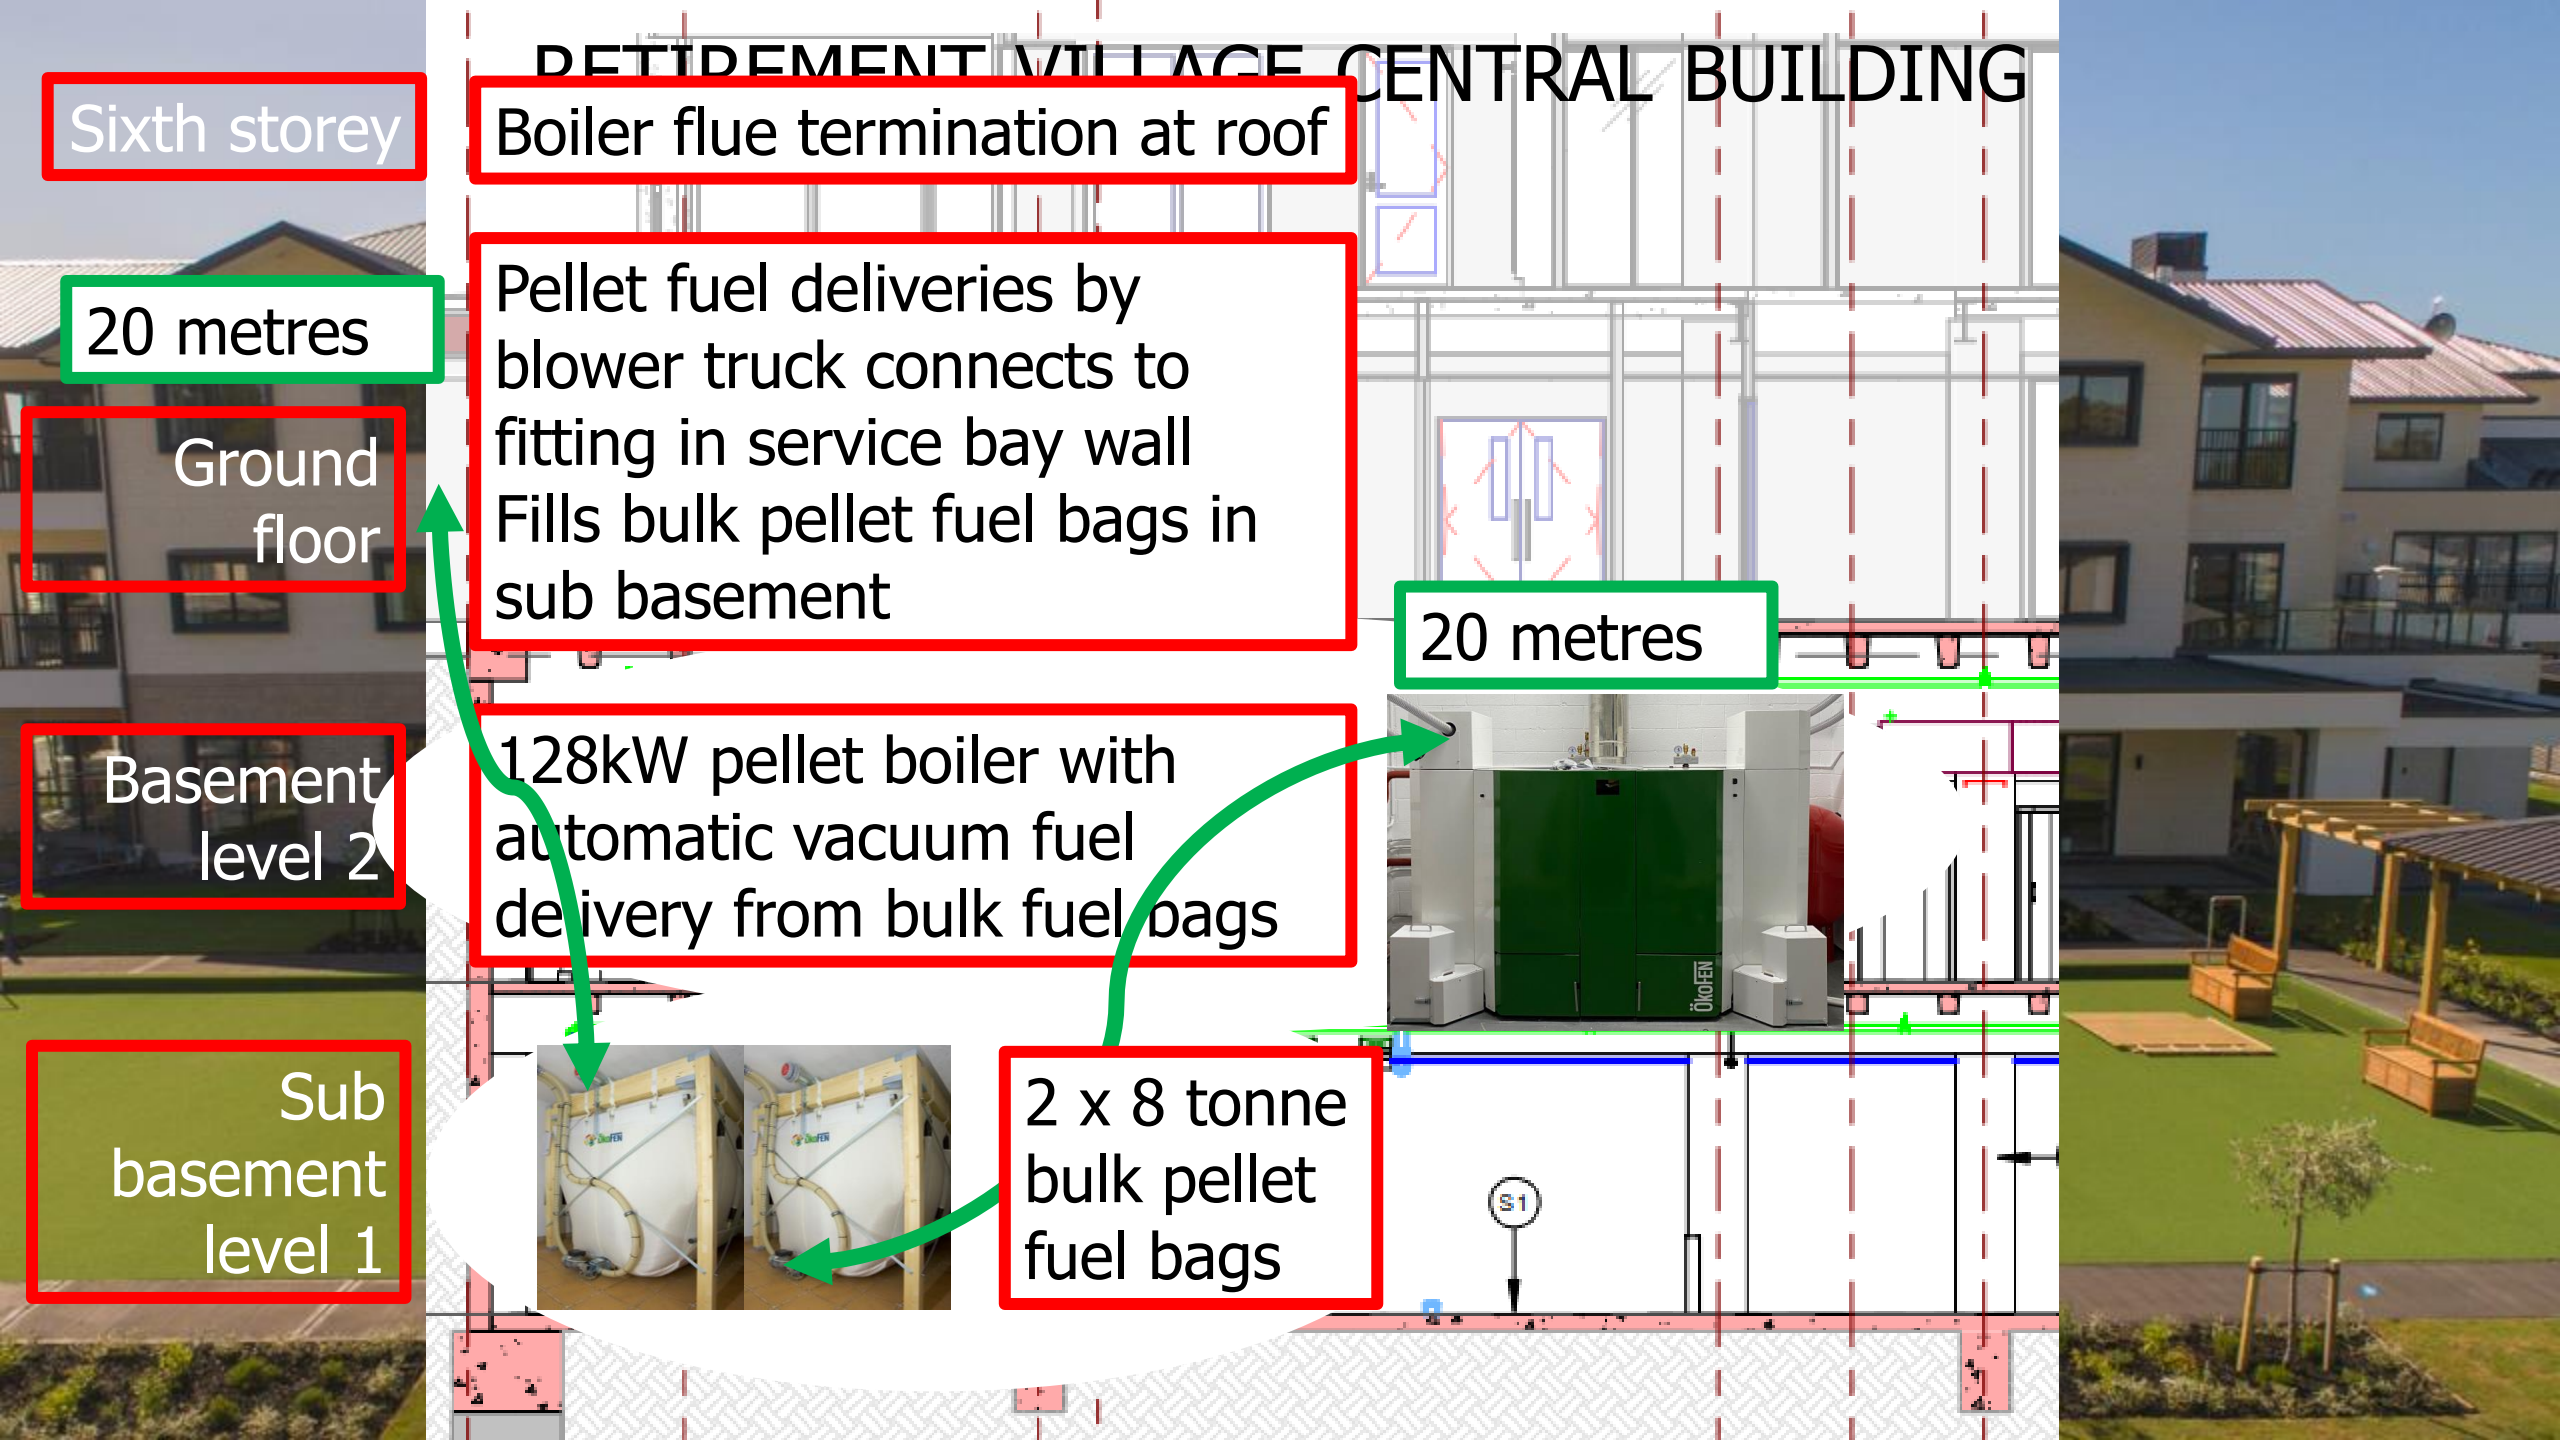 RETIREMENT VILLAGE CENTRAL BUILDING
Sixth storey
Boiler flue termination at roof
20 metres
Pellet fuel deliveries by
blower truck connects to
fitting in service bay wall
Fills bulk pellet fuel bags in
sub basement
Ground
floor
20 metres
Basement
level 2
128kW pellet boiler with
automatic vacuum fuel
delivery from bulk fuel bags
ÖkoFEN
Sub
basement
level 1
ÖkoFEN
ÖkoFEN
2 x 8 tonne
bulk pellet
fuel bags
S1